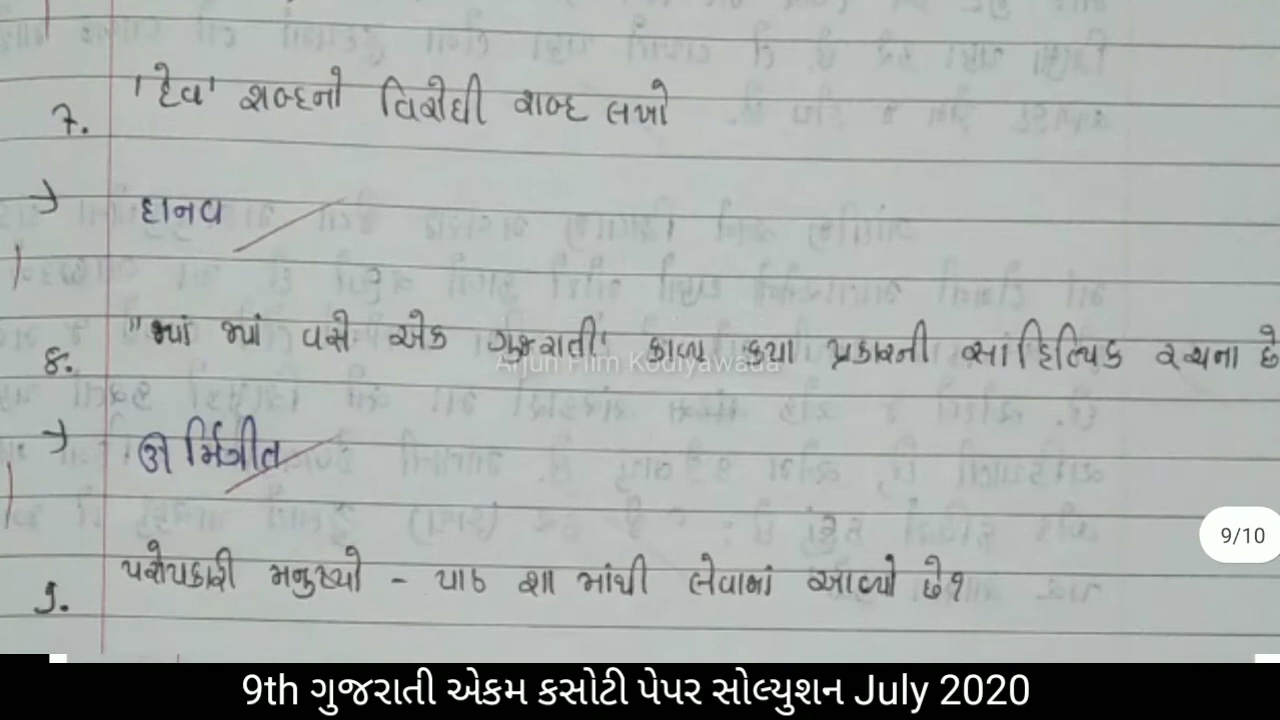 7. 'દેવ' શબ્દનો વિરોધી શબ્દ લખો
→ દાનવ
8. "માં માં વસે એક ગુજરાતી' કાવ્ય કયા પ્રકારની સાહિત્યિક રચના છે
Arjun Flim Kodiyawada
→ ઊર્મિગીત
9/10
9. પરોપકારી મનુષ્યો - પાઠ શા માંથી લેવામાં આવ્યો છે?
9th ગુજરાતી એકમ કસોટી પેપર સોલ્યુશન July 2020